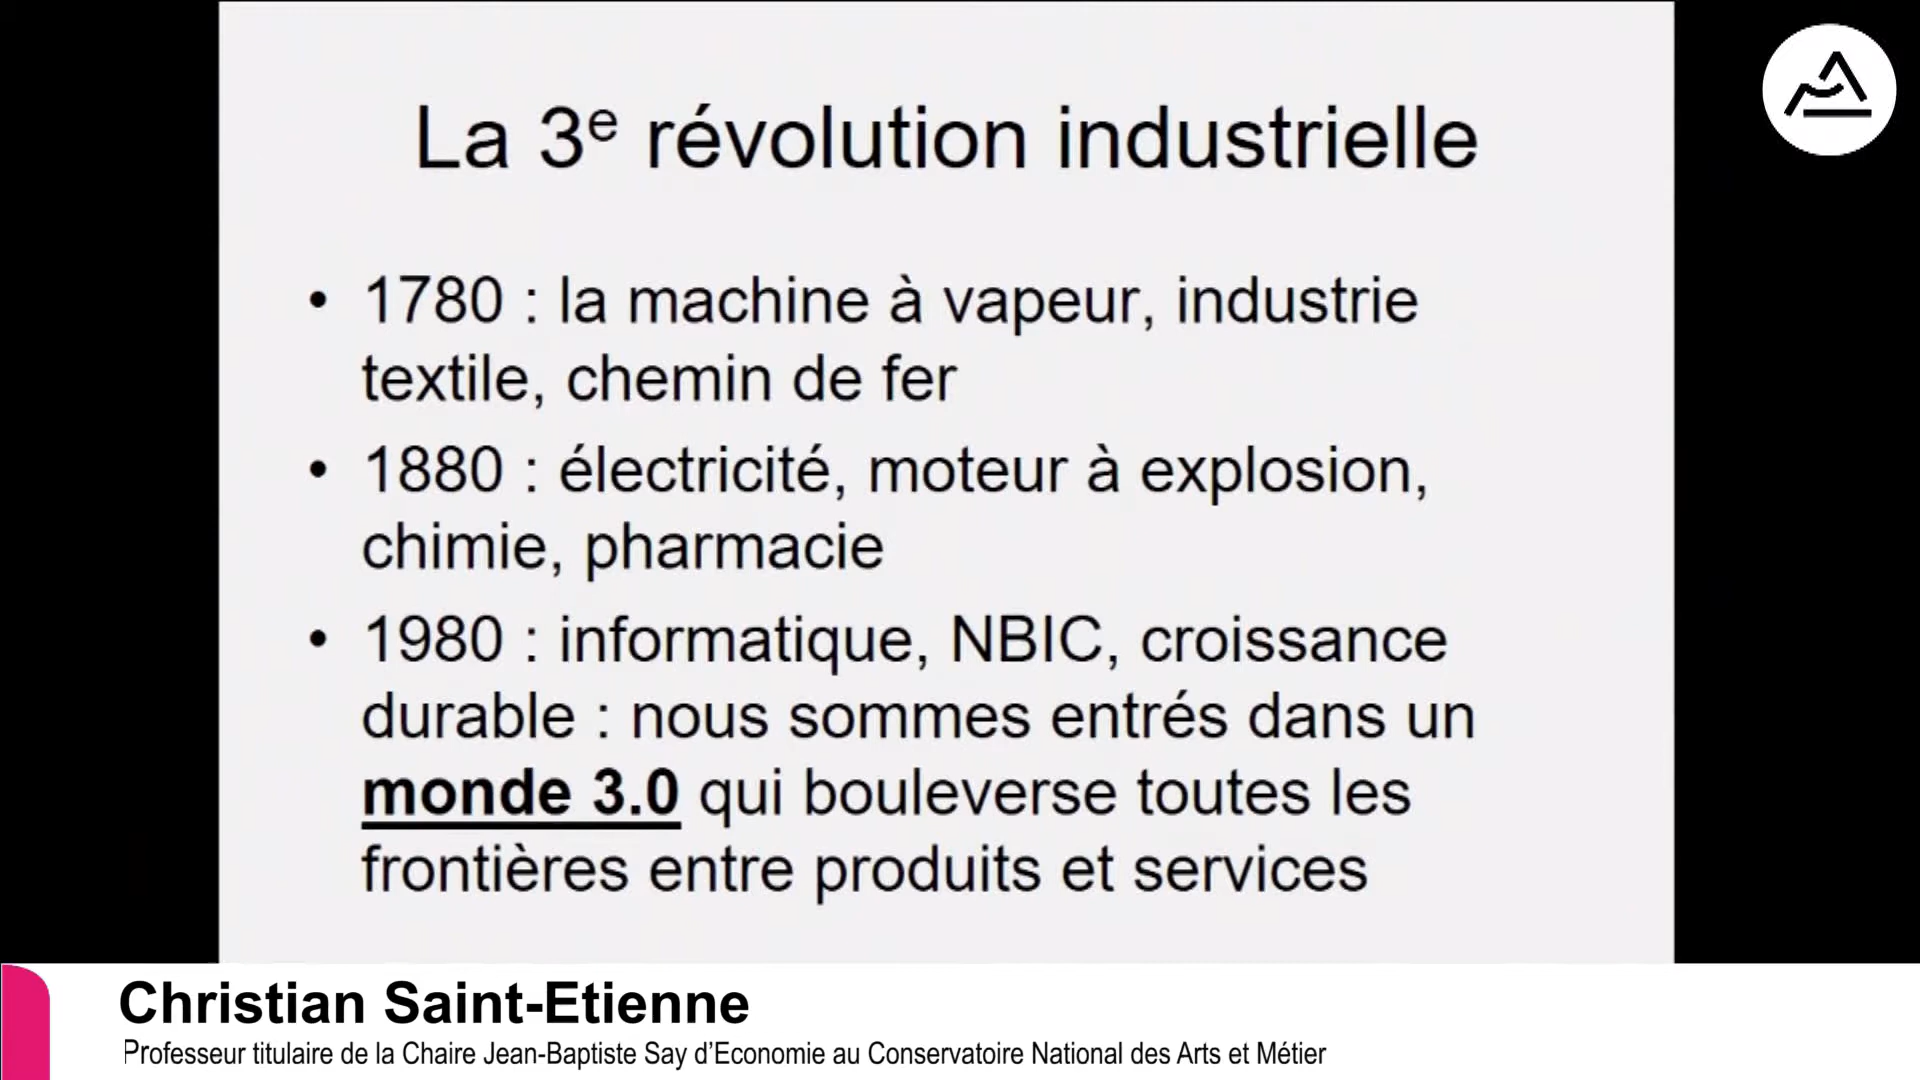 La 3e révolution industrielle
• 1780 : la machine à vapeur, industrie
textile, chemin de fer
• 1880 : électricité, moteur à explosion,
chimie, pharmacie
• 1980 : informatique, NBIC, croissance
durable : nous sommes entrés dans un
monde 3.0 qui bouleverse toutes les
frontières entre produits et services
Christian Saint-Etienne
Professeur titulaire de la Chaire Jean-Baptiste Say d’Economie au Conservatoire National des Arts et Métier